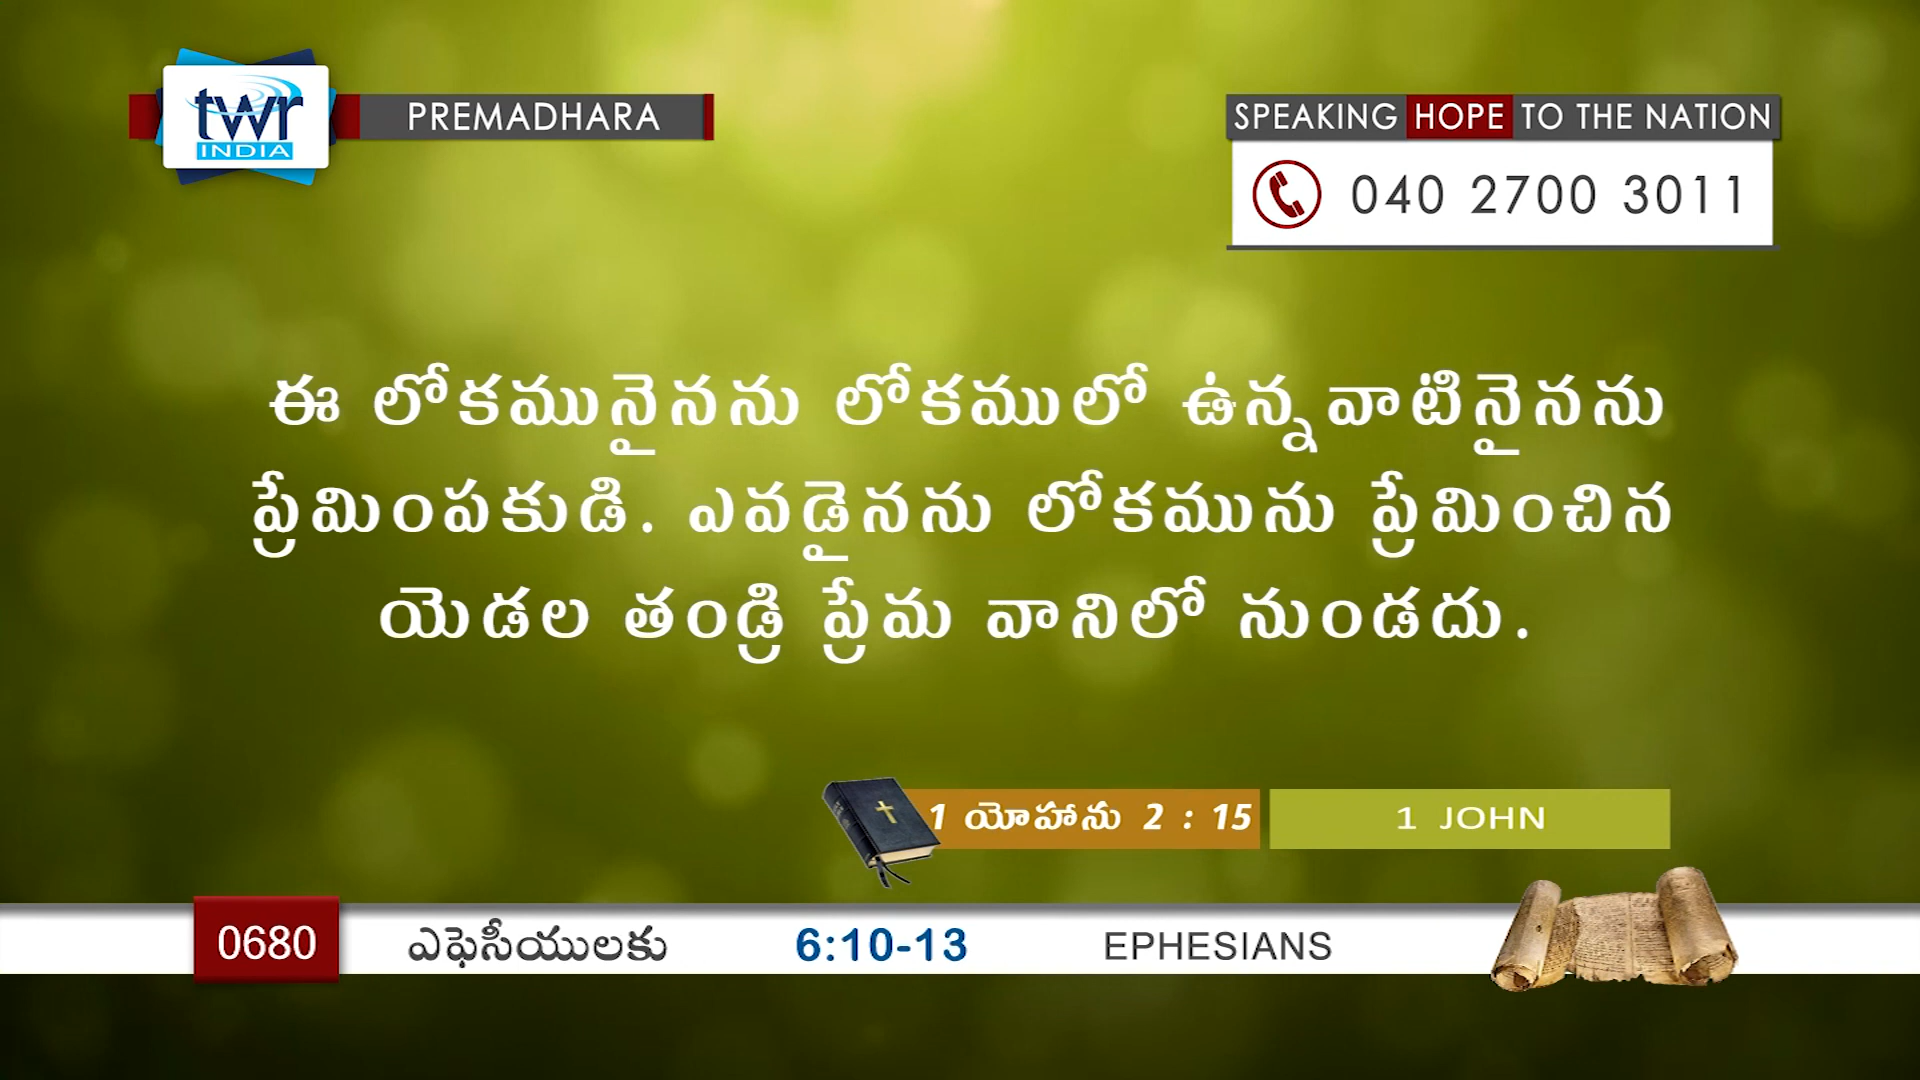 twr
INDIA
PREMADHARA
SPEAKING HOPE TO THE NATION
040 2700 3011
ఈ లోకమునైనను లోకములో ఉన్నవాటినైనను
ప్రేమింపకుడి. ఎవడైనను లోకమును ప్రేమించిన
యెడల తండ్రి ప్రేమ వానిలో నుండదు.
1 యోహాను 2 : 15
1 JOHN
0680 ఎఫెసీయులకు 6:10-13 EPHESIANS